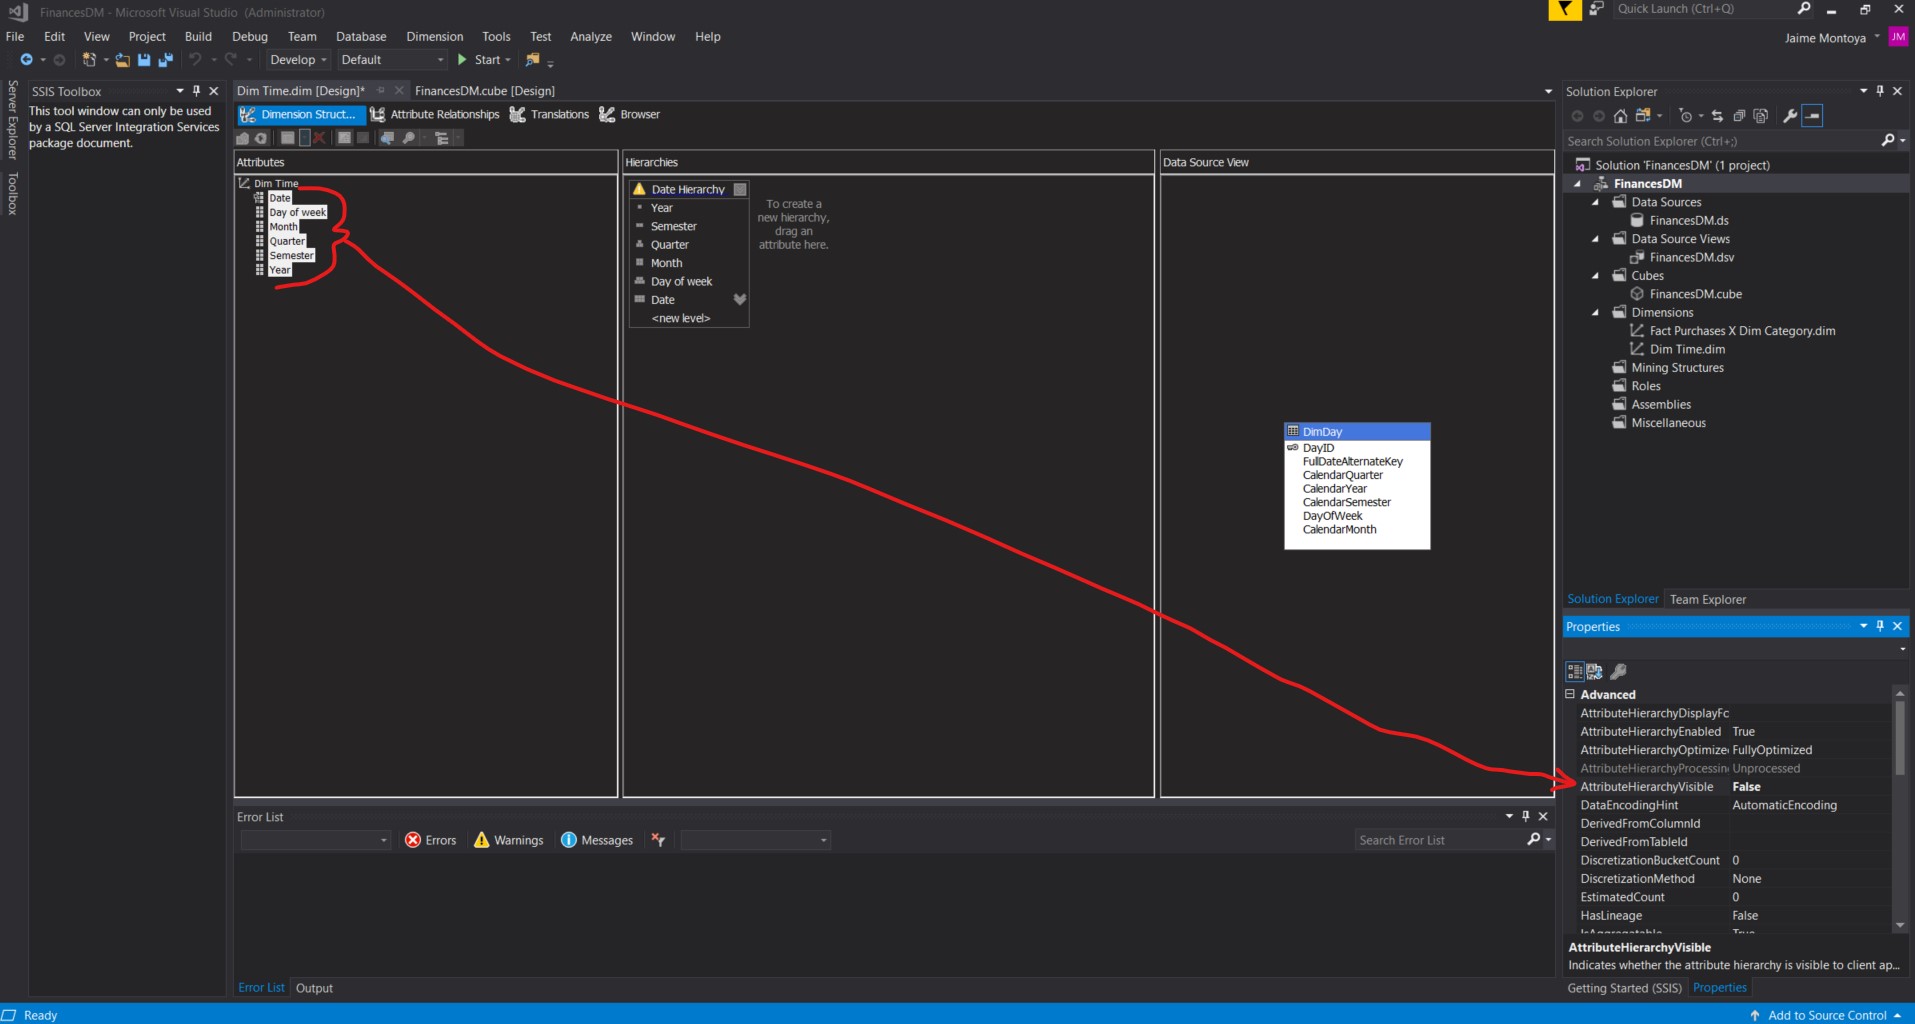 FinancesDM - Microsoft Visual Studio (Administrator)
Quick Launch (Ctrl+Q)
File Edit View Project Build Debug Team Database Dimension Tools Test Analyze Window Help
Jaime Montoya
JM
Develop
Default
Start
Server Explorer
Toolbox
SSIS Toolbox
This tool window can only be used
by a SQL Server Integration Services
package document.
Dim Time.dim [Design]*
FinancesDM.cube [Design]
Dimension Struct...
Attribute Relationships
Translations
Browser
Attributes
Dim Time
Date
Day of week
Month
Quarter
Semester
Year
Hierarchies
Date Hierarchy
Year
Semester
Quarter
Month
Day of week
Date
<new level>
To create a
new hierarchy,
drag an
attribute here.
Data Source View
DimDay
DayID
FullDateAlternateKey
CalendarQuarter
CalendarYear
CalendarSemester
DayOfWeek
CalendarMonth
Error List
Errors
Warnings
Messages
Search Error List
Error List
Output
Solution Explorer
Search Solution Explorer (Ctrl+;)
Solution 'FinancesDM' (1 project)
FinancesDM
Data Sources
FinancesDM.ds
Data Source Views
FinancesDM.dsv
Cubes
FinancesDM.cube
Dimensions
Fact Purchases X Dim Category.dim
Dim Time.dim
Mining Structures
Roles
Assemblies
Miscellaneous
Solution Explorer
Team Explorer
Properties
Advanced
AttributeHierarchyDisplayFc
AttributeHierarchyEnabled True
AttributeHierarchyOptimize FullyOptimized
AttributeHierarchyProcessin Unprocessed
AttributeHierarchyVisible False
DataEncodingHint AutomaticEncoding
DerivedFromColumnId
DerivedFromTableId
DiscretizationBucketCount 0
DiscretizationMethod None
EstimatedCount 0
HasLineage False
IsAggregatable True
AttributeHierarchyVisible
Indicates whether the attribute hierarchy is visible to client ap...
Getting Started (SSIS)
Properties
Ready
Add to Source Control